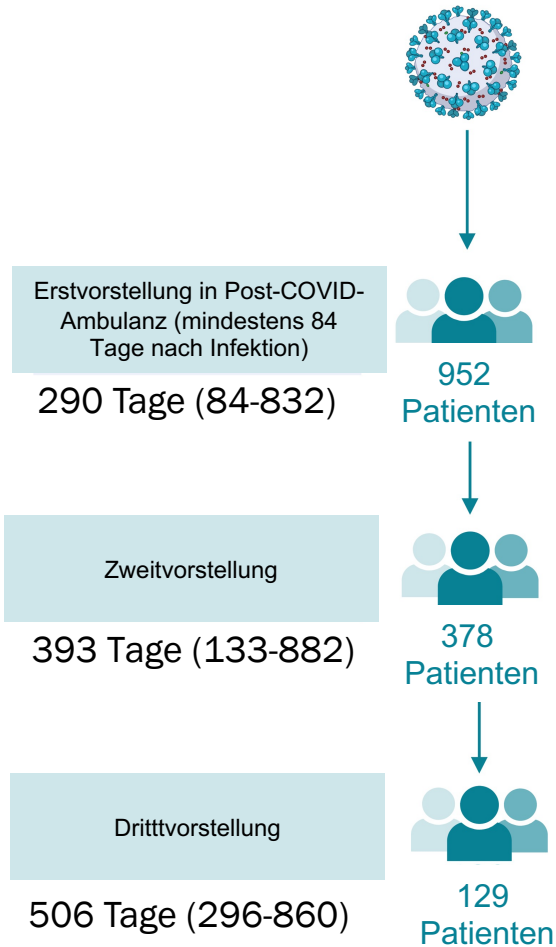 Erstvorstellung in Post-COVID-
Ambulanz (mindestens 84
Tage nach Infektion)
290 Tage (84-832)
952
Patienten
Zweitvorstellung
393 Tage (133-882)
378
Patienten
Dritttvorstellung
506 Tage (296-860)
129
Patienten